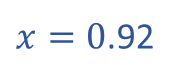 x = 0.92